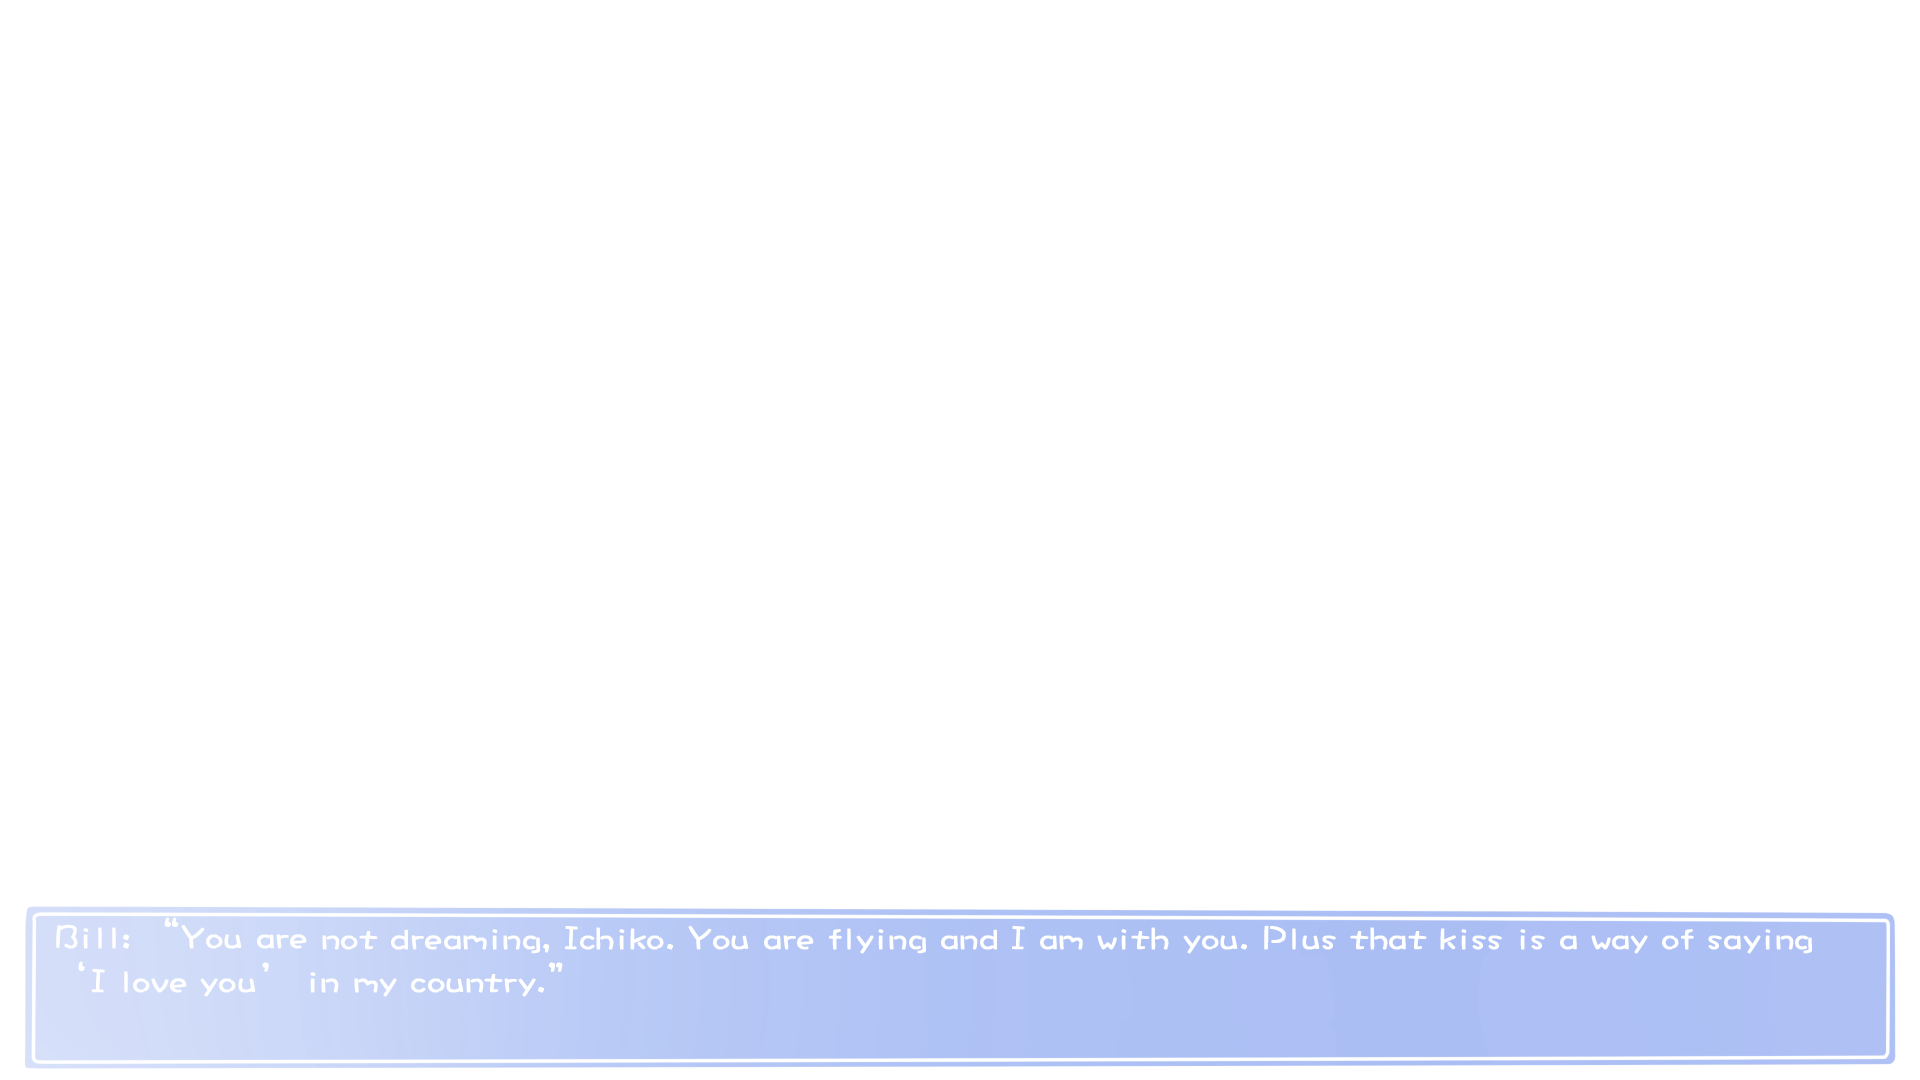 Bill: “You are not dreaming, Ichiko. You are flying and I am with you. Plus that kiss is a way of saying
‘I love you’ in my country.”